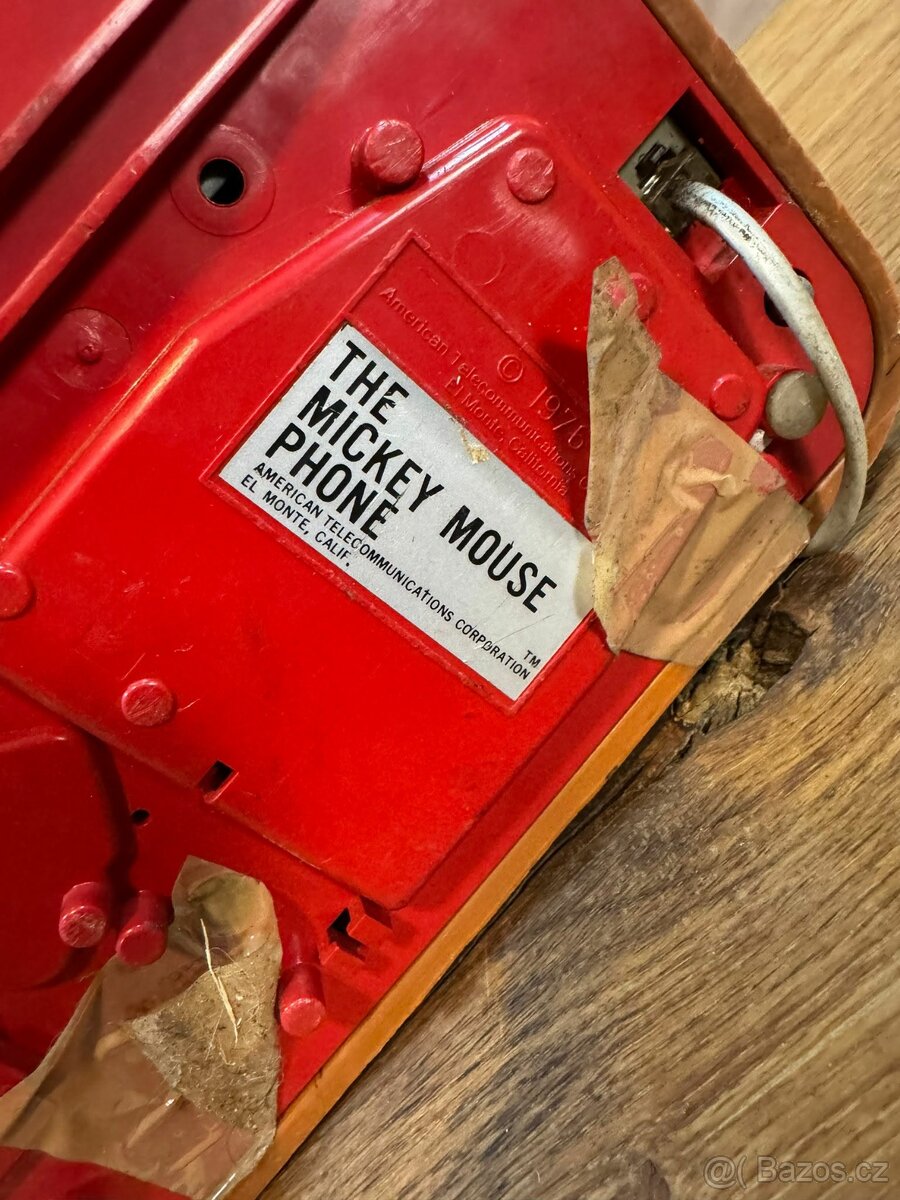 © 1976
American Telecommunications
El Monte, California
THE
MICKEY MOUSE
PHONE
TM
AMERICAN TELECOMMUNICATIONS CORPORATION
EL MONTE, CALIF.
@( Bazos.cz